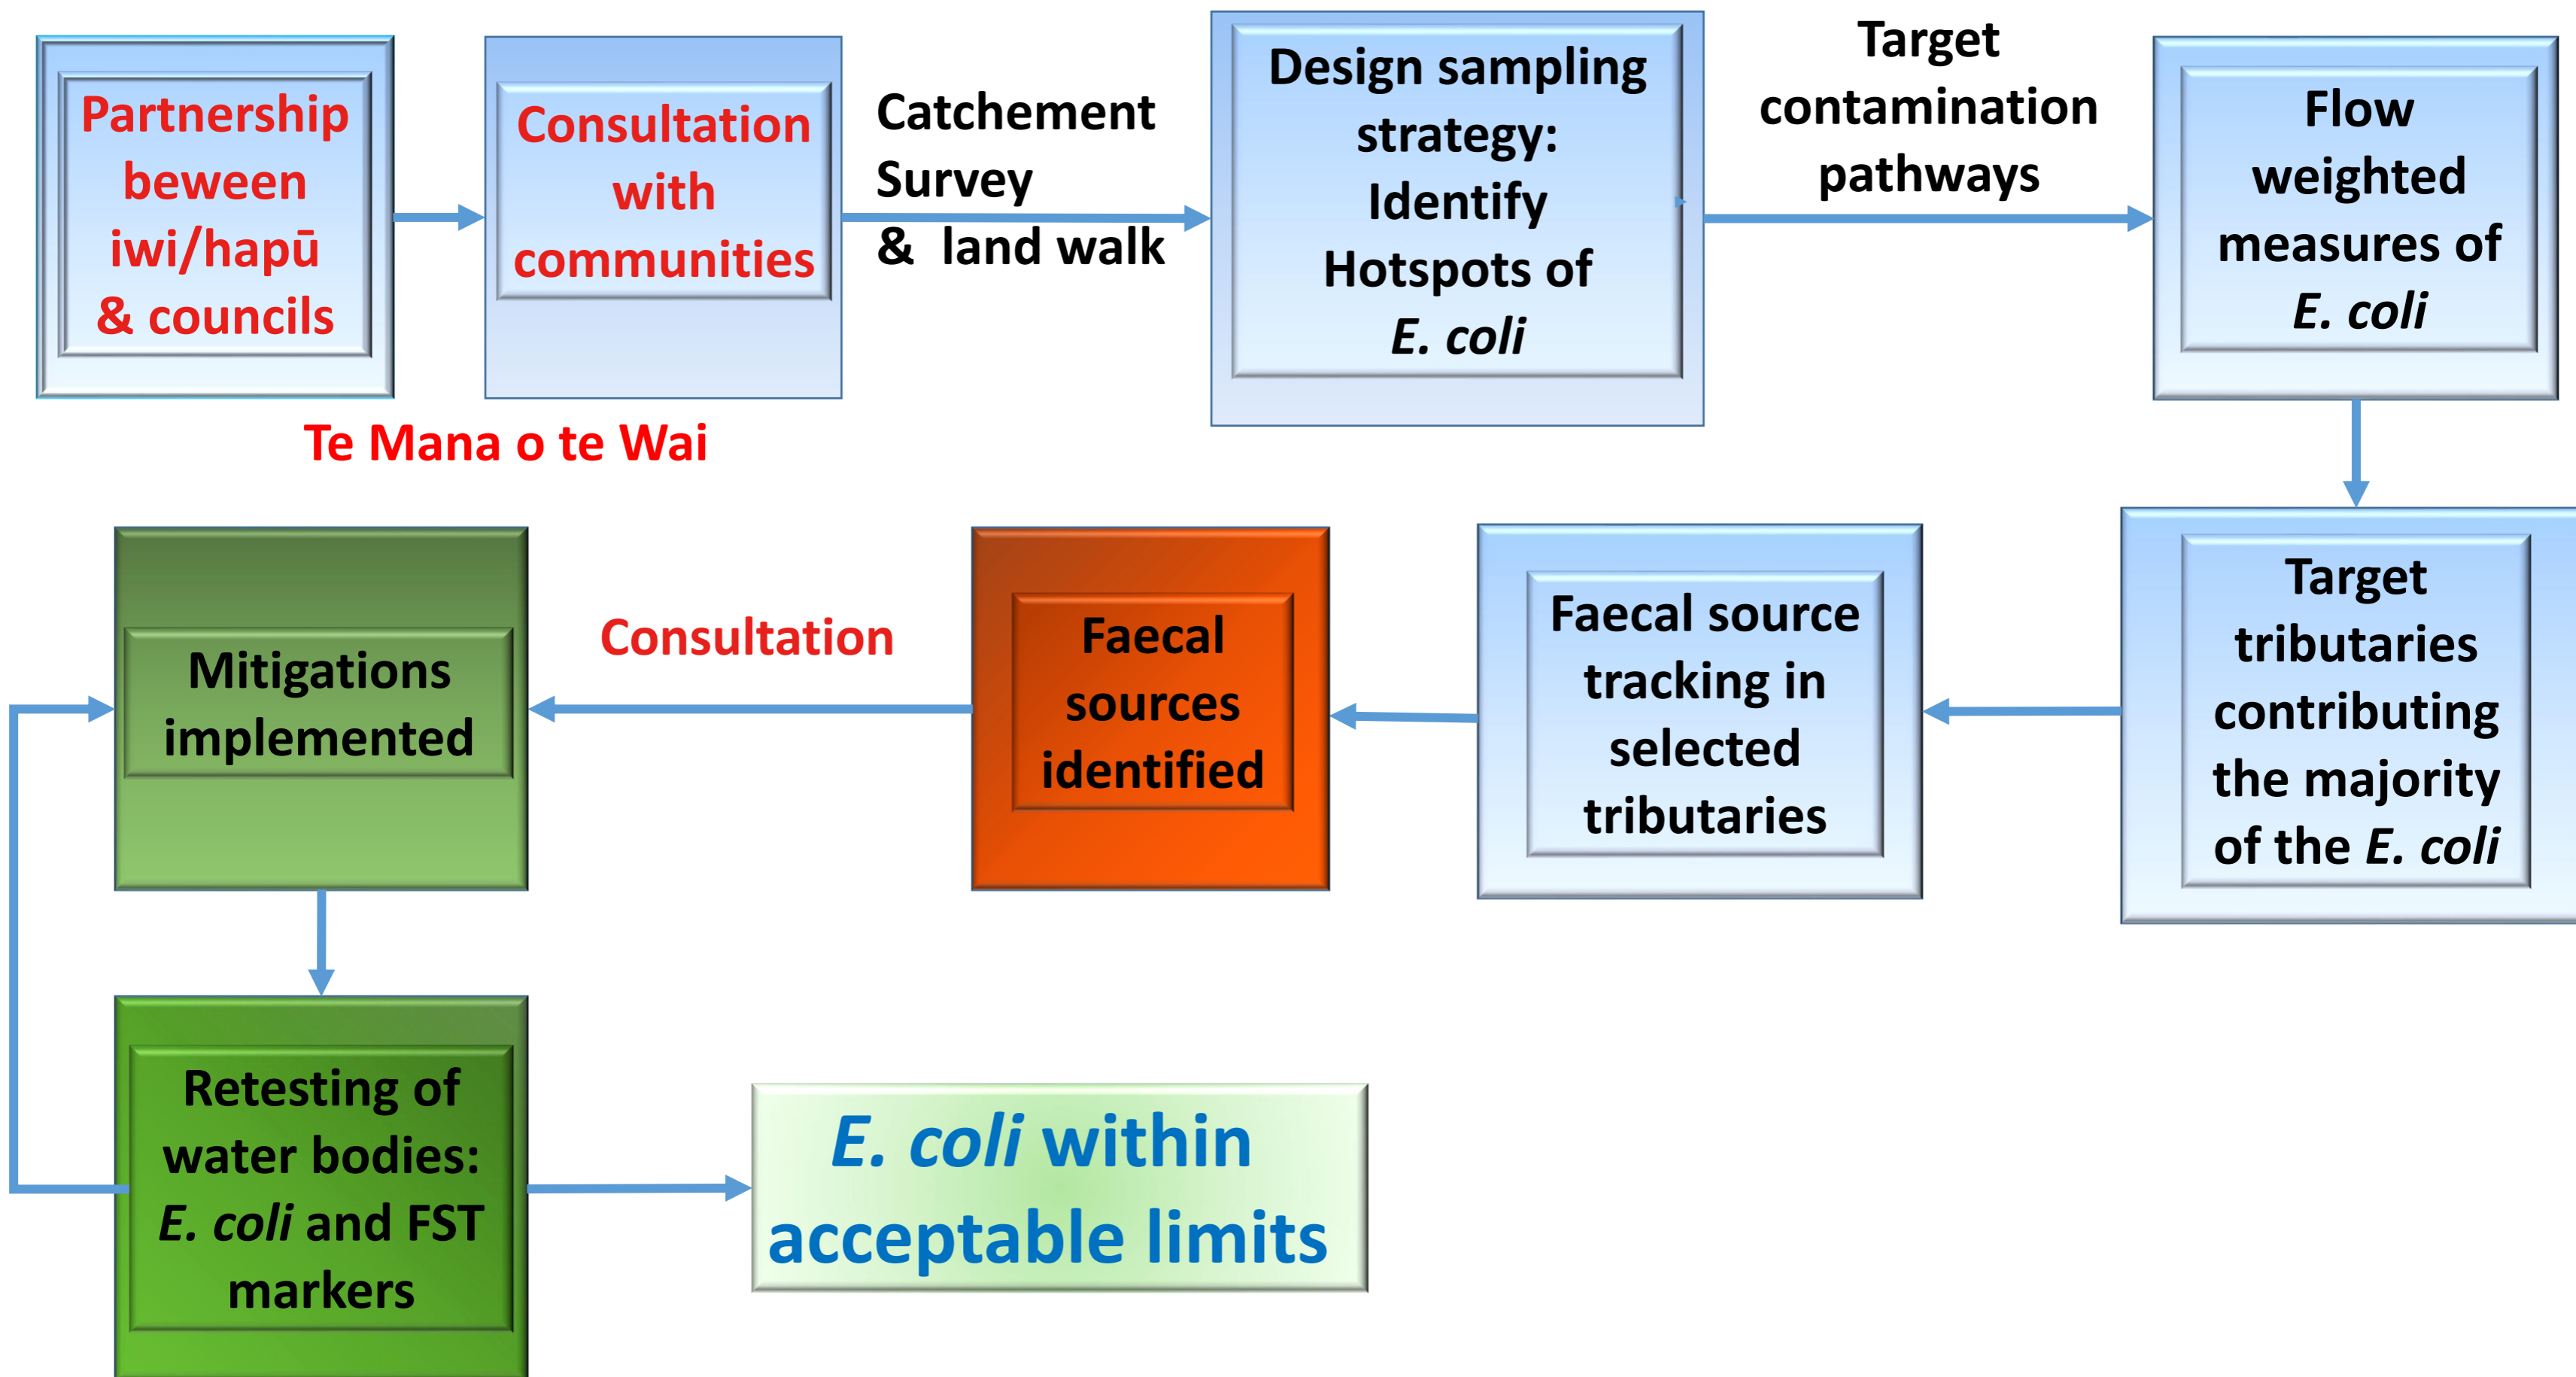 Partnership
beween
iwi/hapū
& councils
Consultation
with
communities
Catchement
Survey
&  land walk
Design sampling
strategy:
Identify
Hotspots of
E. coli
Target
contamination
pathways
Flow
weighted
measures of
E. coli
Te Mana o te Wai
Target
tributaries
contributing
the majority
of the E. coli
Faecal source
tracking in
selected
tributaries
Faecal
sources
identified
Consultation
Mitigations
implemented
Retesting of
water bodies:
E. coli and FST
markers
E. coli within
acceptable limits